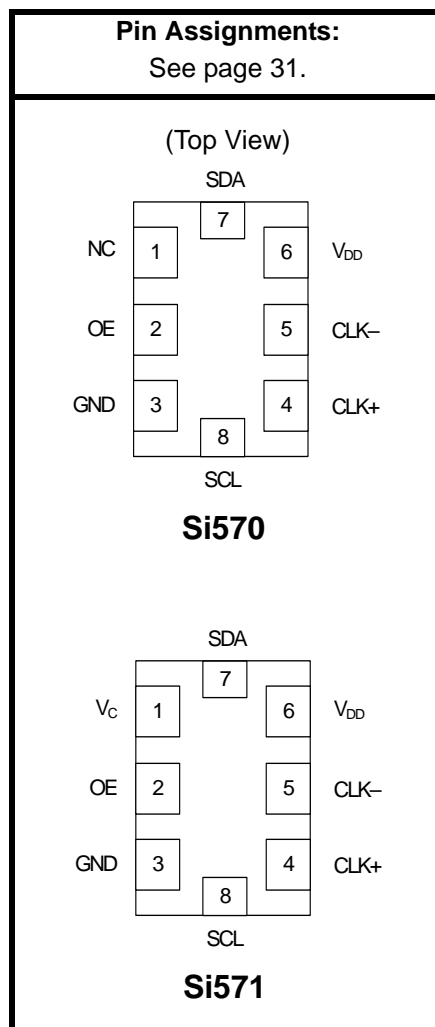 Pin Assignments:
See page 31.
(Top View)
SDA
7
NC 1 6 VDD
OE 2 5 CLK–
GND 3 4 CLK+
8
SCL
Si570
SDA
7
VC 1 6 VDD
OE 2 5 CLK–
GND 3 4 CLK+
8
SCL
Si571